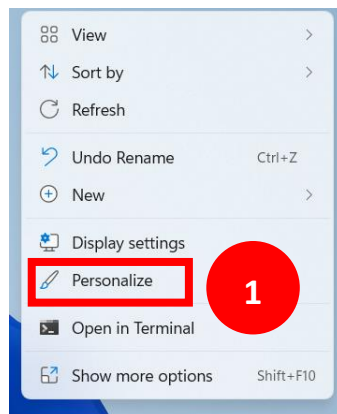 View
Sort by
Refresh
Undo Rename Ctrl+Z
New
Display settings
Personalize
1
Open in Terminal
Show more options Shift+F10